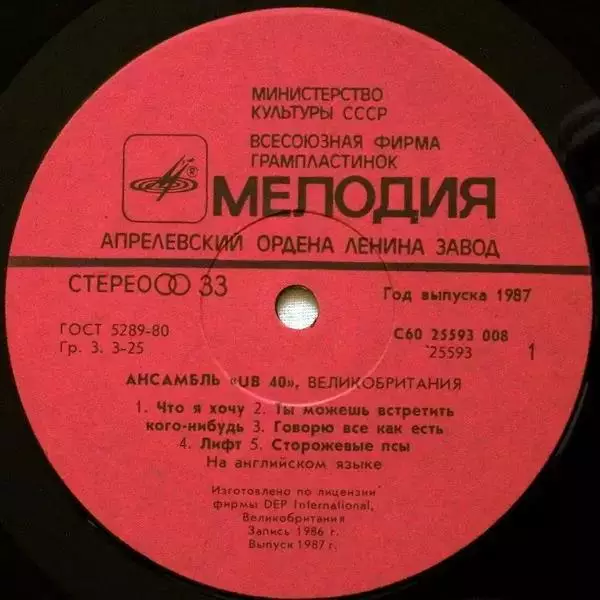 МИНИСТЕРСТВО
КУЛЬТУРЫ СССР
ВСЕСОЮЗНАЯ ФИРМА
ГРАМПЛАСТИНОК
МЕЛОДИЯ
АПРЕЛЕВСКИЙ ОРДЕНА ЛЕНИНА ЗАВОД
СТЕРЕО 33
Год выпуска 1987
ГОСТ 5289-80
Гр. 3. 3-25
С60 25593 008
25593
1
АНСАМБЛЬ «UB 40», ВЕЛИКОБРИТАНИЯ
1. Что я хочу 2. Ты можешь встретить
кого-нибудь 3. Говорю все как есть
4. Лифт 5. Сторожевые псы
На английском языке
Изготовлено по лицензии
фирмы DEP International,
Великобритания
Запись 1986 г.
Выпуск 1987 г.